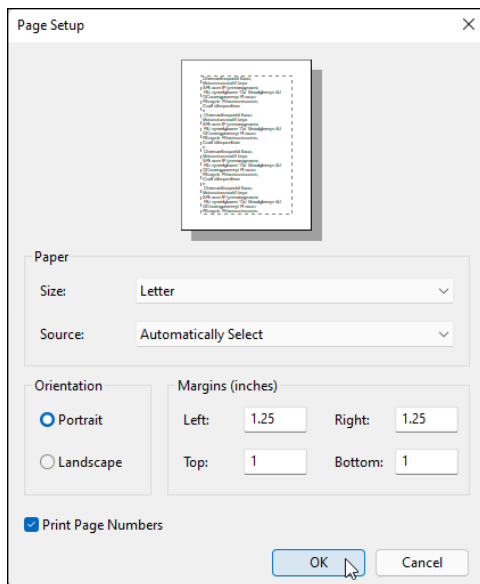 Page Setup
Paper
Size: Letter
Source: Automatically Select
Orientation
Portrait
Landscape
Margins (inches)
Left: 1.25 Right: 1.25
Top: 1 Bottom: 1
Print Page Numbers
OK Cancel